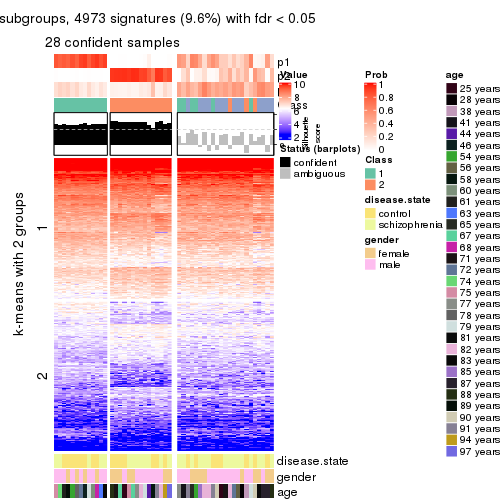 subgroups, 4973 signatures (9.6%) with fdr < 0.05
28 confident samples
p1
p2
Class
Silhouette
score
k-means with 2 groups
1
2
disease.state
gender
age
Value
10
8
6
4
2
Status (barplots)
confident
ambiguous
Prob
1
0.8
0.6
0.4
0.2
0
Class
1
2
disease.state
control
schizophrenia
gender
female
male
age
25 years
28 years
38 years
41 years
44 years
46 years
54 years
56 years
58 years
60 years
61 years
63 years
65 years
67 years
68 years
71 years
72 years
74 years
75 years
77 years
78 years
79 years
81 years
82 years
83 years
85 years
87 years
88 years
89 years
90 years
91 years
94 years
97 years